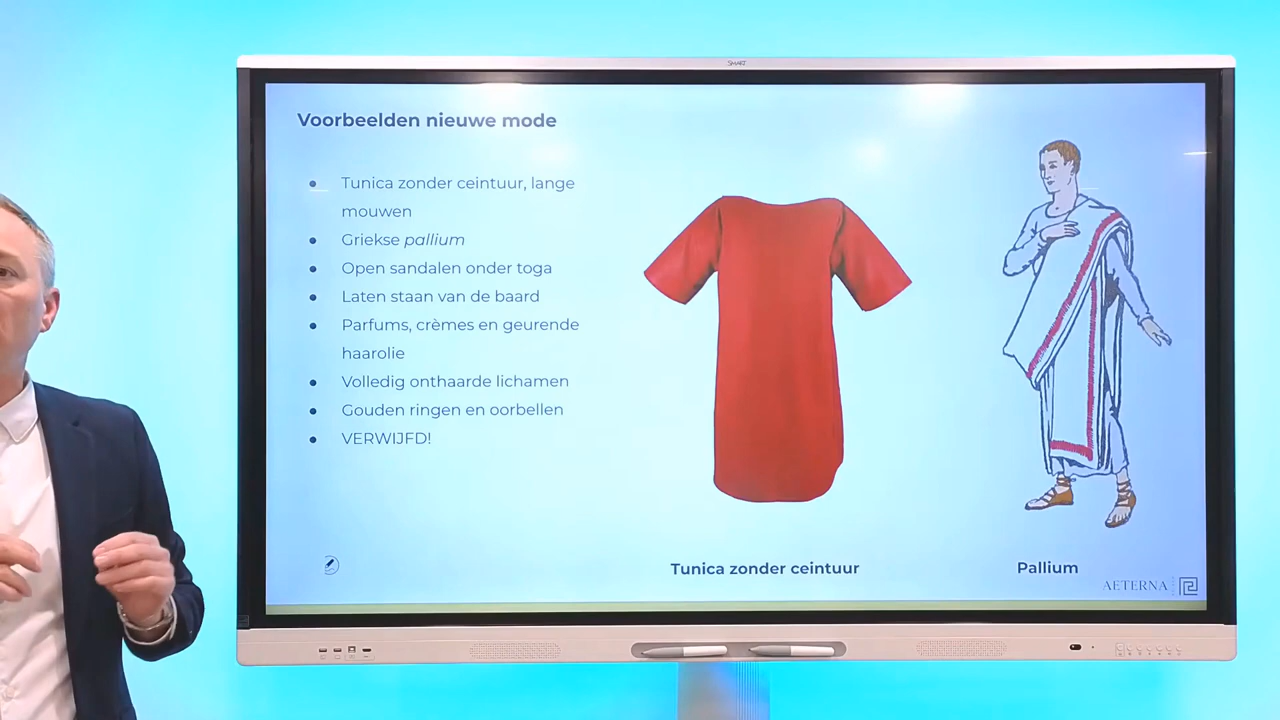 SMART
Voorbeelden nieuwe mode
Tunica zonder ceintuur, lange
mouwen
Griekse pallium
Open sandalen onder toga
Laten staan van de baard
Parfums, crèmes en geurende
haarolie
Volledig onthaarde lichamen
Gouden ringen en oorbellen
VERWIJFD!
Tunica zonder ceintuur
Pallium
AETERNA